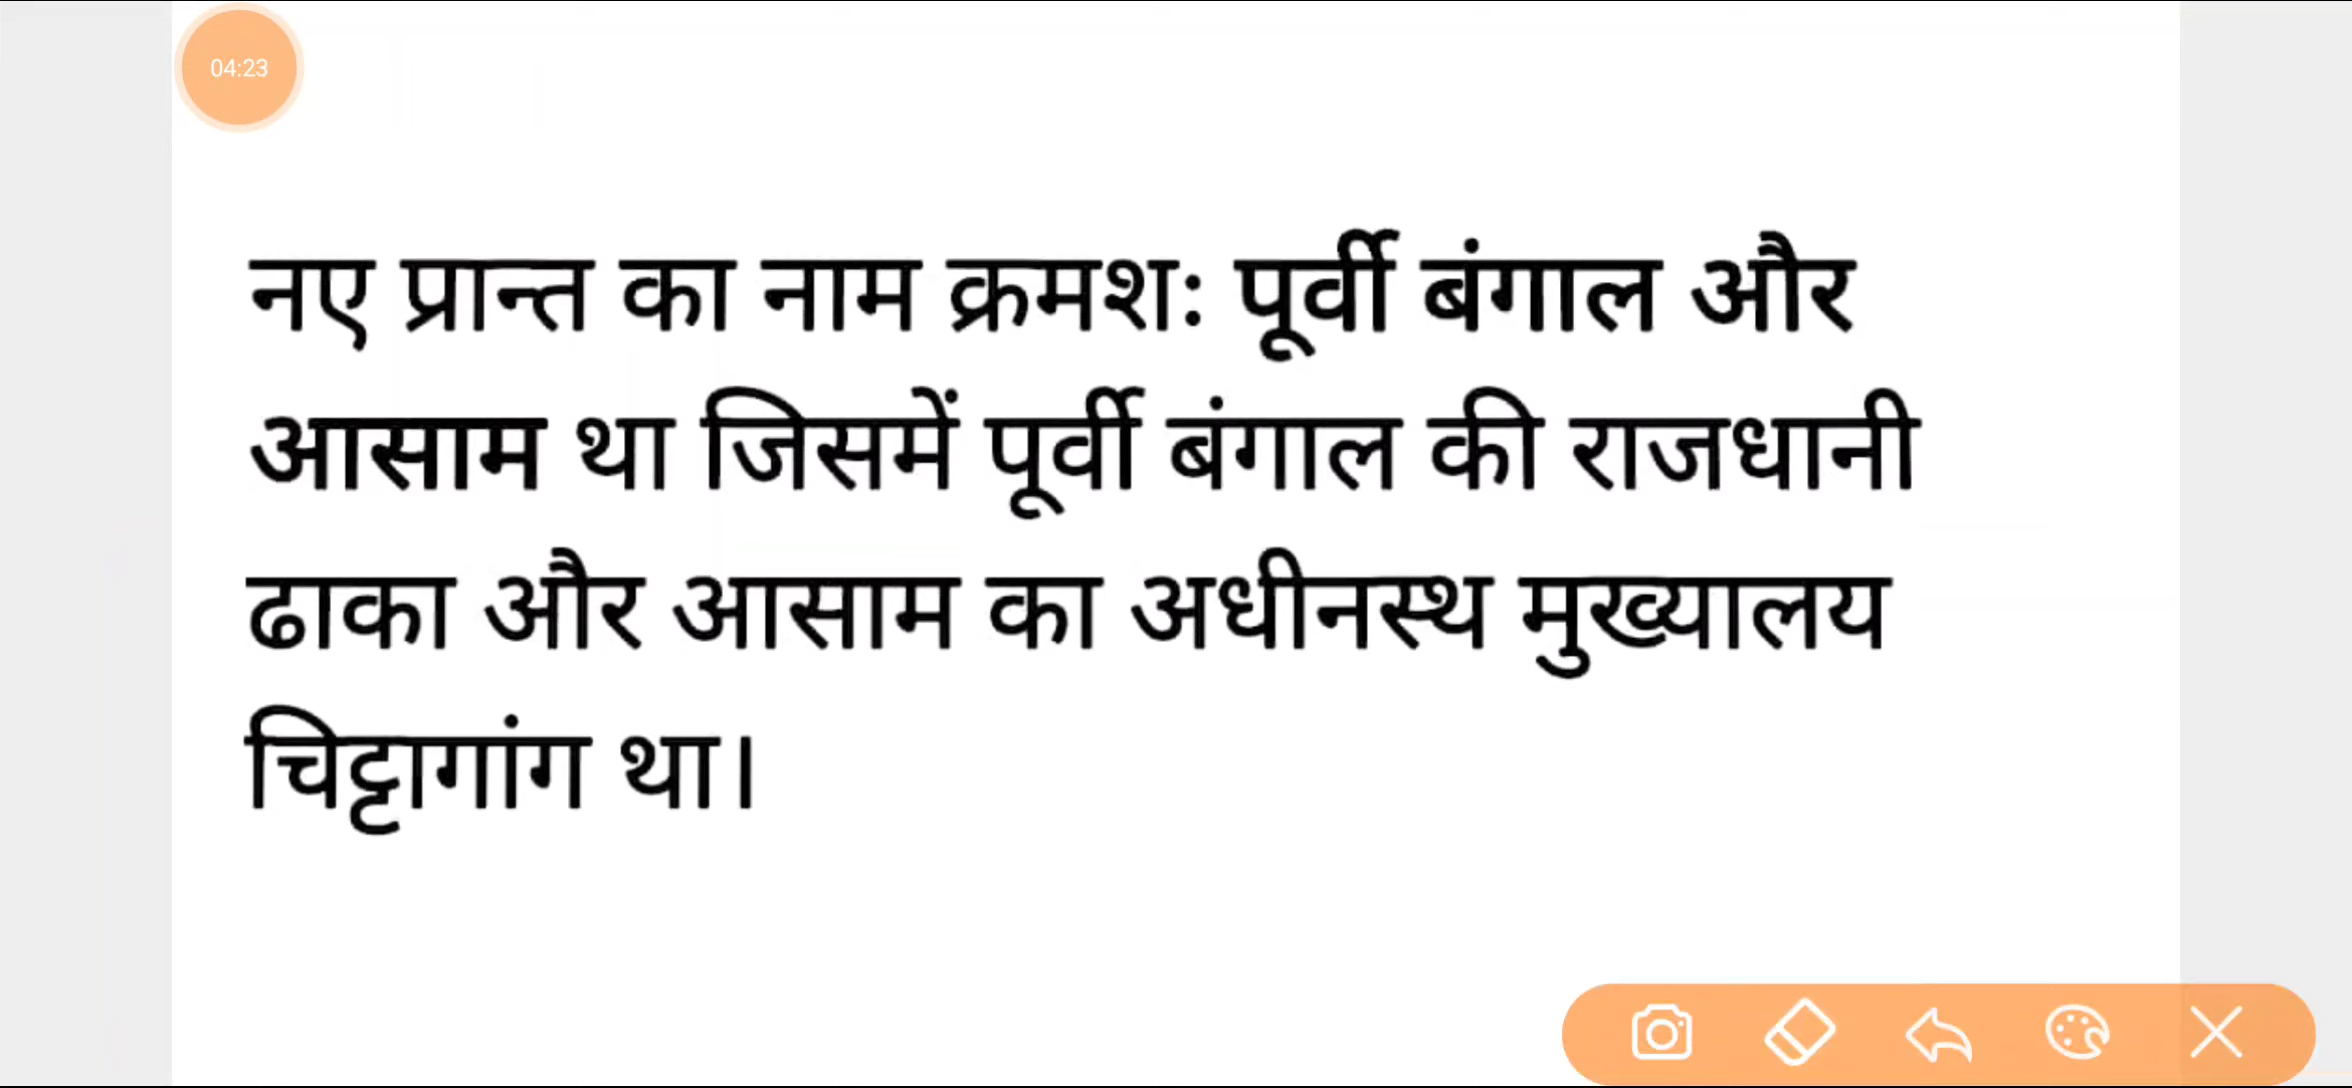 04:23
नए प्रान्त का नाम क्रमशः पूर्वी बंगाल और
आसाम था जिसमें पूर्वी बंगाल की राजधानी
ढाका और आसाम का अधीनस्थ मुख्यालय
चिट्टागांग था।